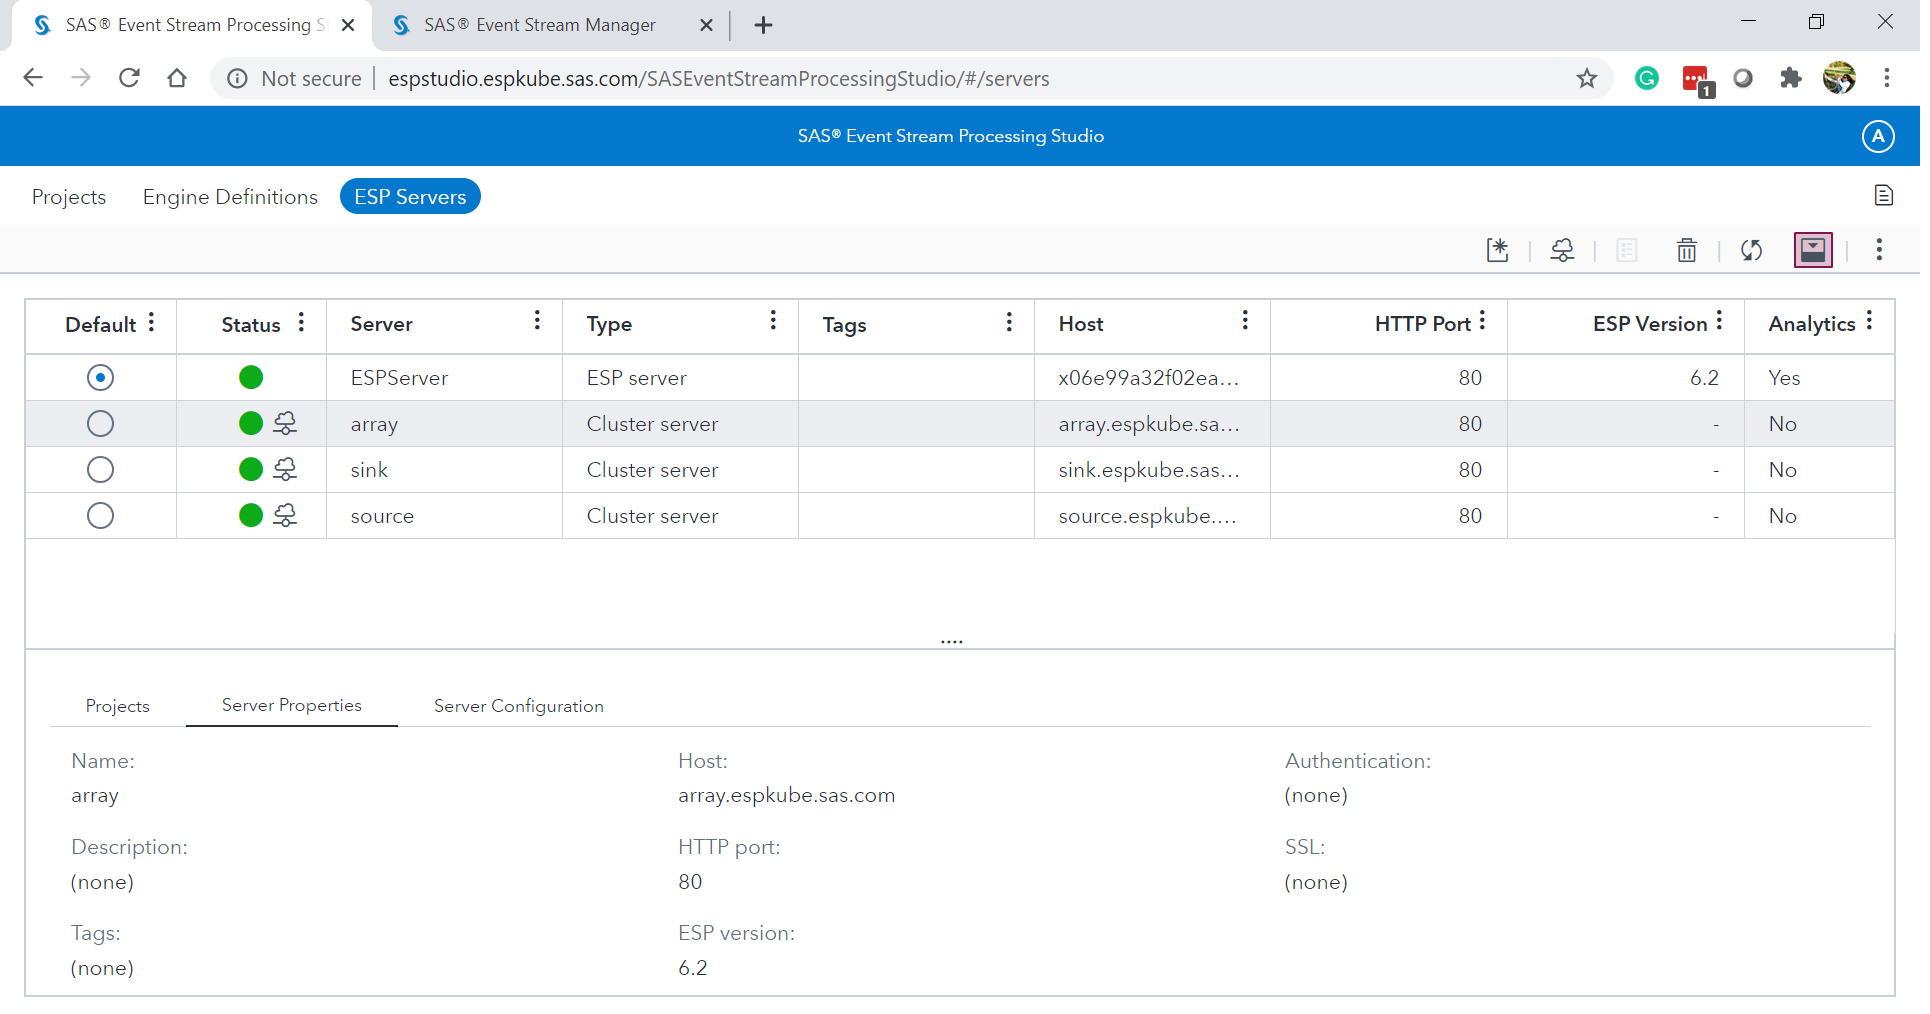 SAS® Event Stream Processing S
SAS® Event Stream Manager
Not secure
espstudio.espkube.sas.com/SASEventStreamProcessingStudio/#/servers
1
SAS® Event Stream Processing Studio
A
Projects Engine Definitions ESP Servers
Default Status Server Type Tags Host HTTP Port ESP Version Analytics
ESPServer ESP server x06e99a32f02ea... 80 6.2 Yes
array Cluster server array.espkube.sa... 80 - No
sink Cluster server sink.espkube.sas... 80 - No
source Cluster server source.espkube.... 80 - No
Projects Server Properties Server Configuration
Name: Host: Authentication:
array array.espkube.sas.com (none)
Description: HTTP port: SSL:
(none) 80 (none)
Tags: ESP version:
(none) 6.2